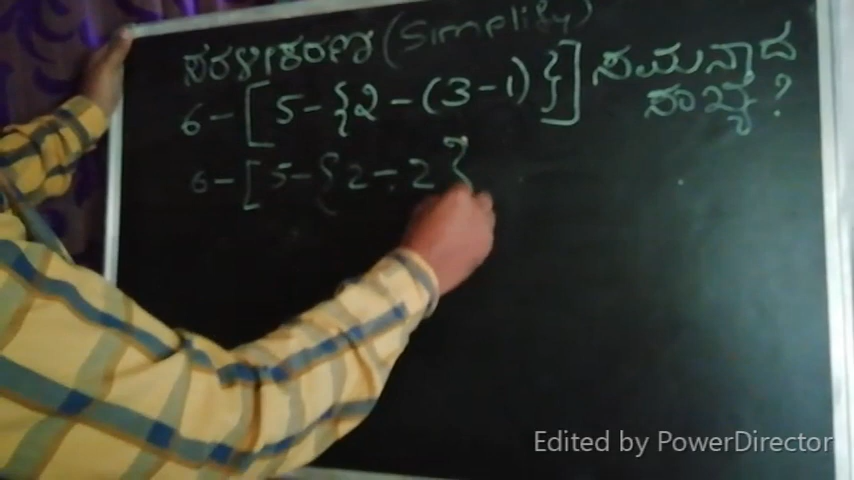 ಸರಳೀಕರಣ (Simplify)
6-[5-{2-(3-1)}] ಸಮನಾದ
ಸಂಖ್ಯೆ?
6-[5-{2-2}
Edited by PowerDirector